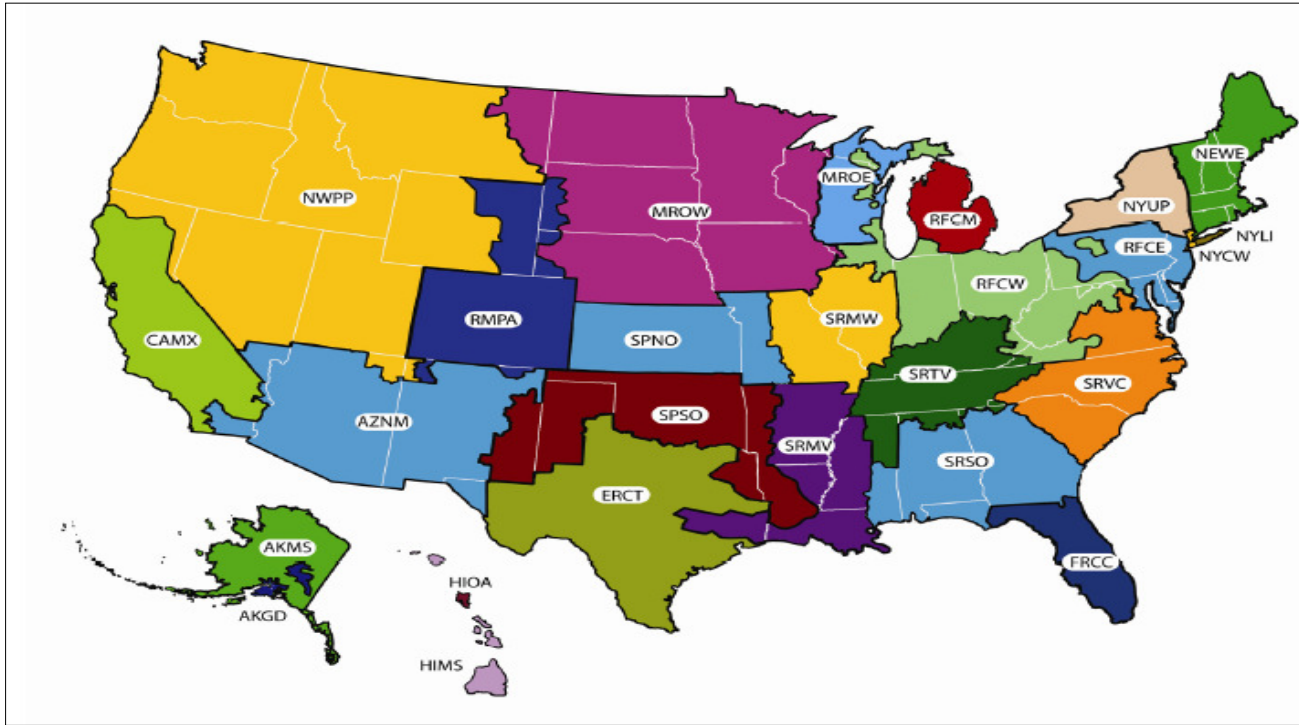 NEWE
MROE
NWPP
NYUP
MROW
RFCM
NYLI
RFCE
NYCW
RFCW
RMPA
SRMW
CAMX
SPNO
SRTV
SRVC
SPSO
AZNM
SRMV
SRSO
ERCT
AKMS
FRCC
HIOA
AKGD
HIMS